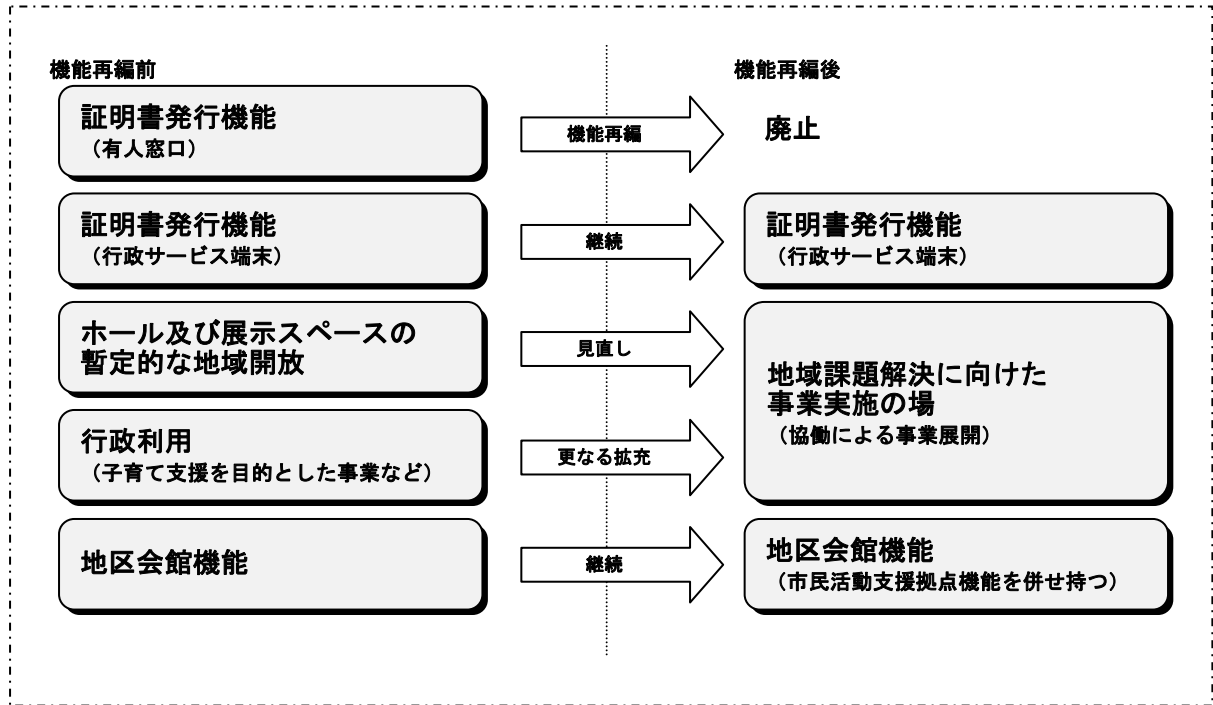 機能再編前
機能再編後
証明書発行機能
（有人窓口）
機能再編
廃止
証明書発行機能
（行政サービス端末）
継続
証明書発行機能
（行政サービス端末）
ホール及び展示スペースの
暫定的な地域開放
見直し
地域課題解決に向けた
事業実施の場
（協働による事業展開）
行政利用
（子育て支援を目的とした事業など）
更なる拡充
地区会館機能
継続
地区会館機能
（市民活動支援拠点機能を併せ持つ）